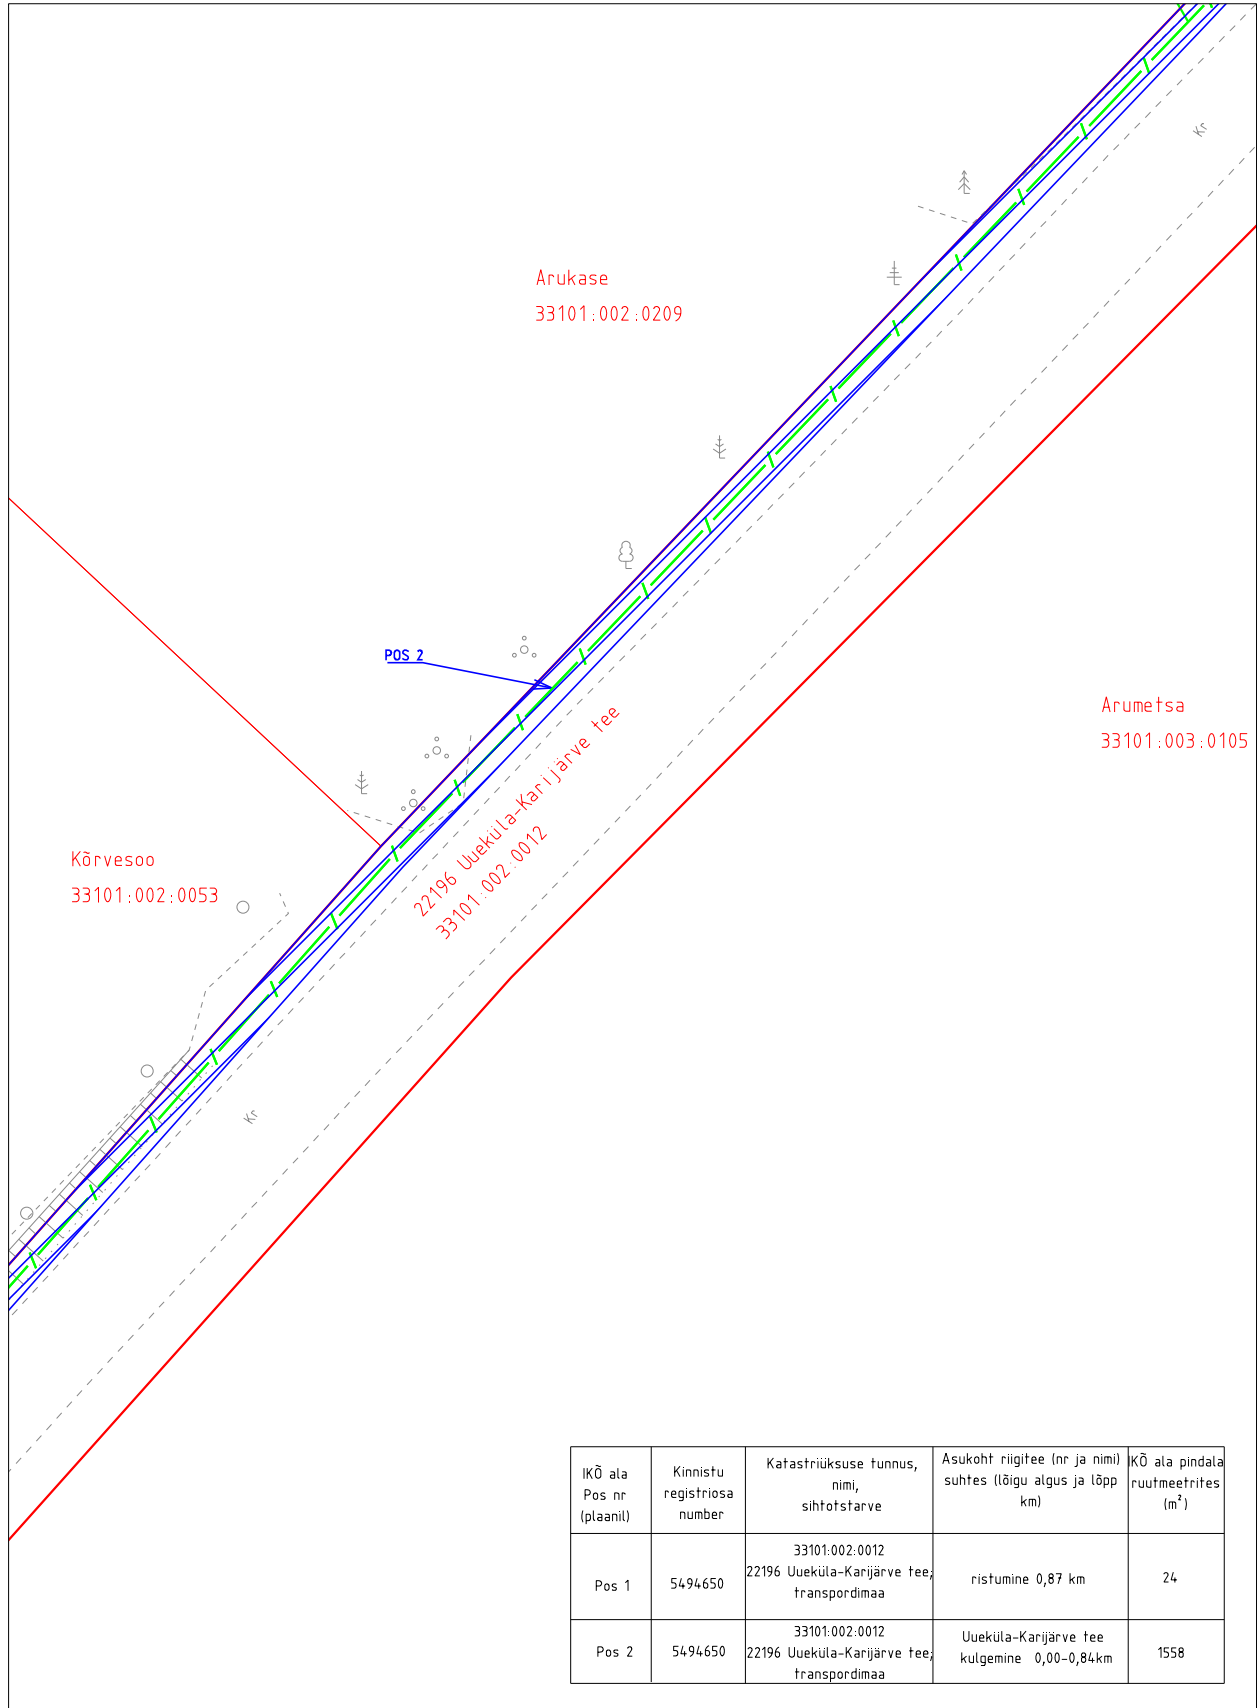 Kr
Arukase
33101:002:0209
POS 2
Arumetsa
33101:003:0105
22196 Uueküla-Karijärve tee
33101:002:0012
Kõrvesoo
33101:002:0053
Kr
IKÕ ala
Pos nr
(plaanil)
Kinnistu
registriosa
number
Katastriüksuse tunnus,
nimi,
sihtotstarve
Asukoht riigitee (nr ja nimi)
suhtes (lõigu algus ja lõpp
km)
IKÕ ala pindala
ruutmeetrites
(m²)
Pos 1
5494650
33101:002:0012
22196 Uueküla-Karijärve tee;
transpordimaa
ristumine 0,87 km
24
Pos 2
5494650
33101:002:0012
22196 Uueküla-Karijärve tee;
transpordimaa
Uueküla-Karijärve tee
kulgemine 0,00-0,84km
1558